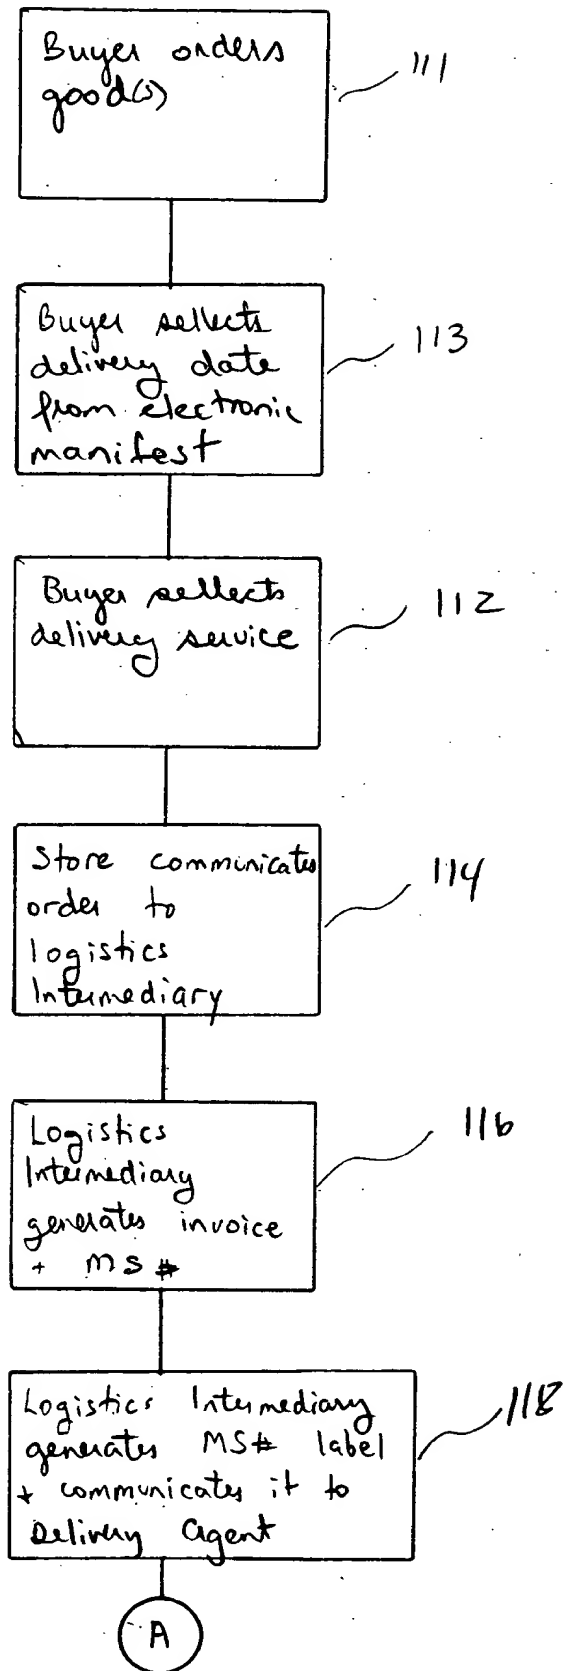 Buyer orders
good(s)
111
Buyer sellects
delivery date
from electronic
manifest
113
Buyer sellects
delivery service
112
Store communicates
order to
logistics
Intermediary
114
Logistics
Intermediary
generates invoice
+ MS#
116
Logistics Intermediary
generates MS# label
+ communicates it to
Delivery Agent
118
A